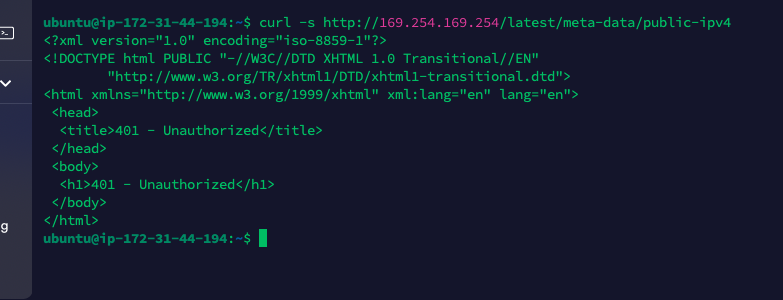 ubuntu@ip-172-31-44-194:~$ curl -s http://169.254.169.254/latest/meta-data/public-ipv4
<?xml version="1.0" encoding="iso-8859-1"?>
<!DOCTYPE html PUBLIC "-//W3C//DTD XHTML 1.0 Transitional//EN"
        "http://www.w3.org/TR/xhtml1/DTD/xhtml1-transitional.dtd">
<html xmlns="http://www.w3.org/1999/xhtml" xml:lang="en" lang="en">
 <head>
  <title>401 - Unauthorized</title>
 </head>
 <body>
  <h1>401 - Unauthorized</h1>
 </body>
</html>
g
ubuntu@ip-172-31-44-194:~$